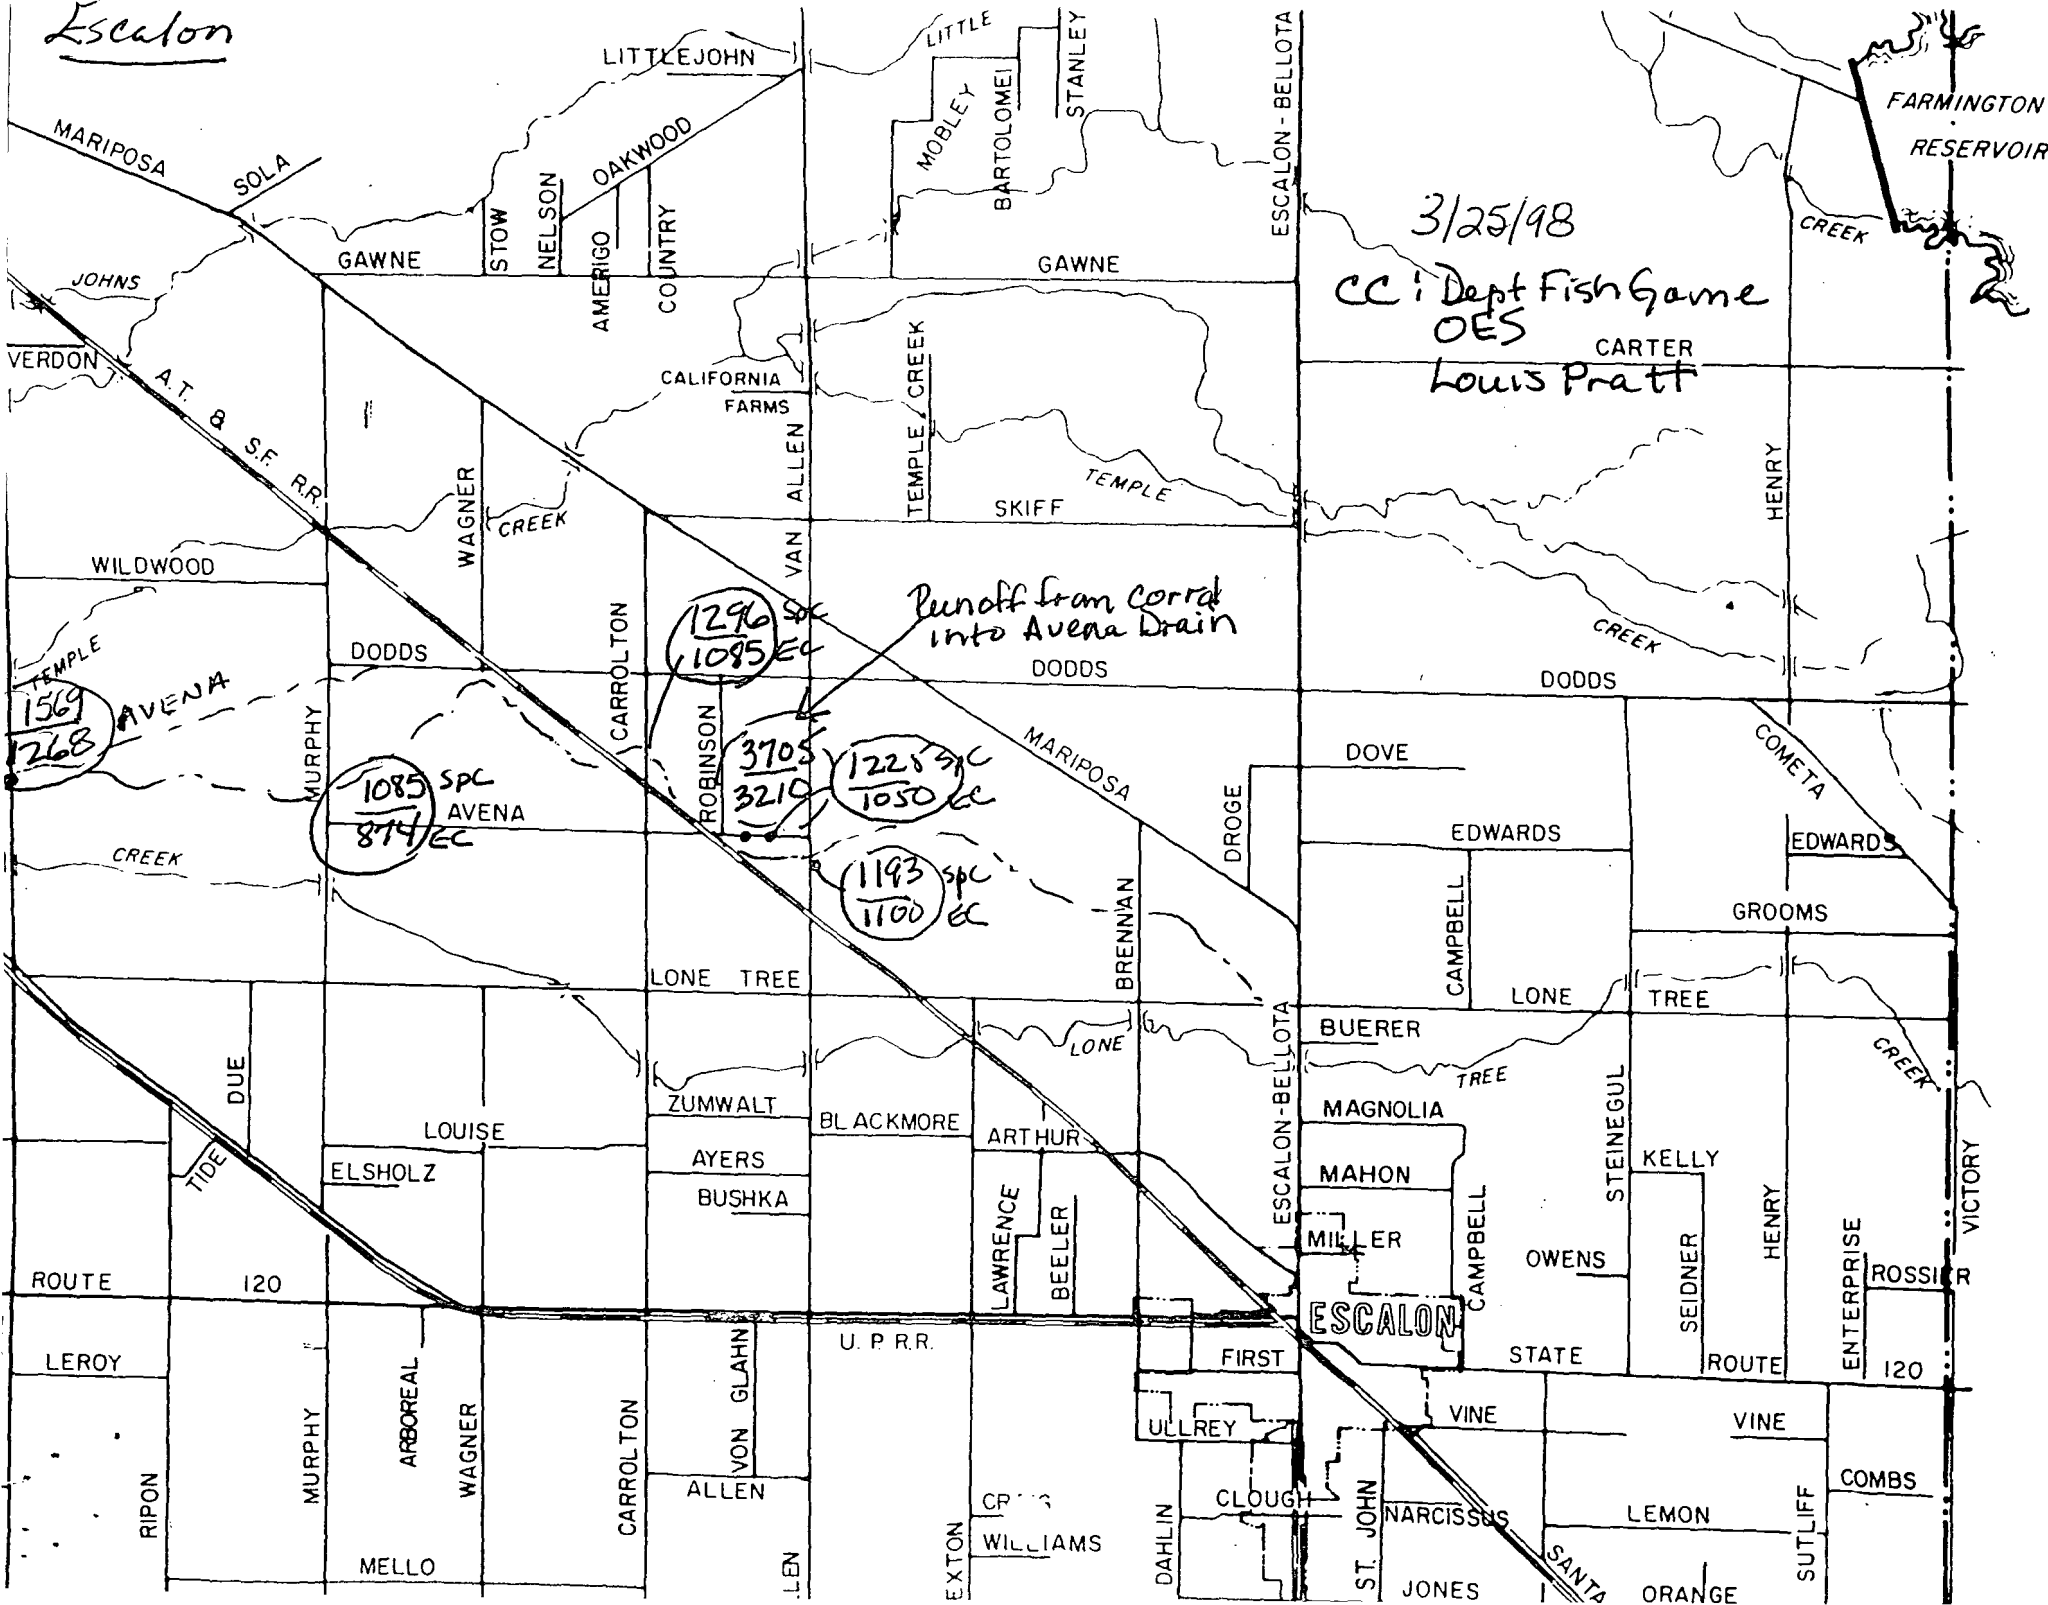 Escalon
LITTLEJOHN
LITTLE
STANLEY
BARTOLOMEI
MOBLEY
ESCALON-BELLOTA
FARMINGTON
RESERVOIR
MARIPOSA
SOLA
OAKWOOD
NELSON
STOW
AMERIGO
COUNTRY
GAWNE
GAWNE
CREEK
3/25/98
CC: Dept Fish Game
OES
Louis Pratt
JOHNS
VERDON
A.T. & S.F. R.R.
CALIFORNIA
FARMS
TEMPLE CREEK
CARTER
WAGNER
CREEK
VAN ALLEN
TEMPLE
SKIFF
HENRY
WILDWOOD
CARROLTON
1296 SpC
1085 EC
Runoff from corral
into Avena Drain
CREEK
TEMPLE
DODDS
DODDS
DODDS
1569
1268
AVENA
MURPHY
ROBINSON
3705
3210
1225 SpC
1050 EC
MARIPOSA
DOVE
COMETA
1085 SpC
874 EC
AVENA
DROGE
EDWARDS
EDWARDS
CREEK
1193 SpC
1100 EC
BRENNAN
CAMPBELL
GROOMS
LONE TREE
LONE TREE
BUERER
DUE
LONE
TREE
CREEK
ESCALON-BELLOTA
ZUMWALT
BLACKMORE
MAGNOLIA
STEINEGUL
LOUISE
ARTHUR
TIDE
ELSHOLZ
AYERS
MAHON
KELLY
BUSHKA
LAWRENCE
BEELER
MILLER
CAMPBELL
OWENS
SEIDNER
HENRY
ENTERPRISE
VICTORY
ROSSIER
ROUTE 120
ESCALON
U.P.R.R.
LEROY
ARBOREAL
VON GLAHN
FIRST
STATE ROUTE 120
RIPON
MURPHY
WAGNER
CARROLTON
ULLREY
VINE
VINE
ALLEN
COMBS
CLOUGH
ST. JOHN
NARCISSUS
LEMON
SUTLIFF
WILLIAMS
DAHLIN
MELLO
LEN
EXTON
JONES
SANTA
ORANGE